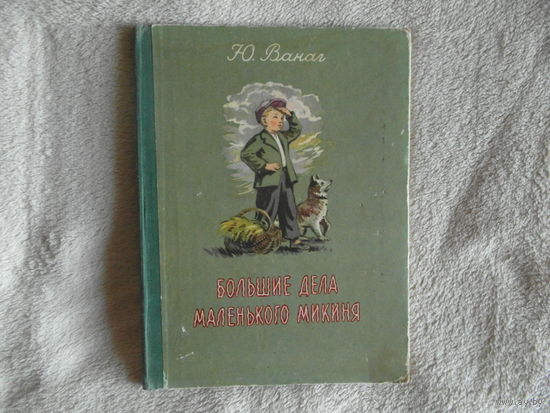 Ю. Ванаг
БОЛЬШИЕ ДЕЛА
МАЛЕНЬКОГО МИКИНЯ